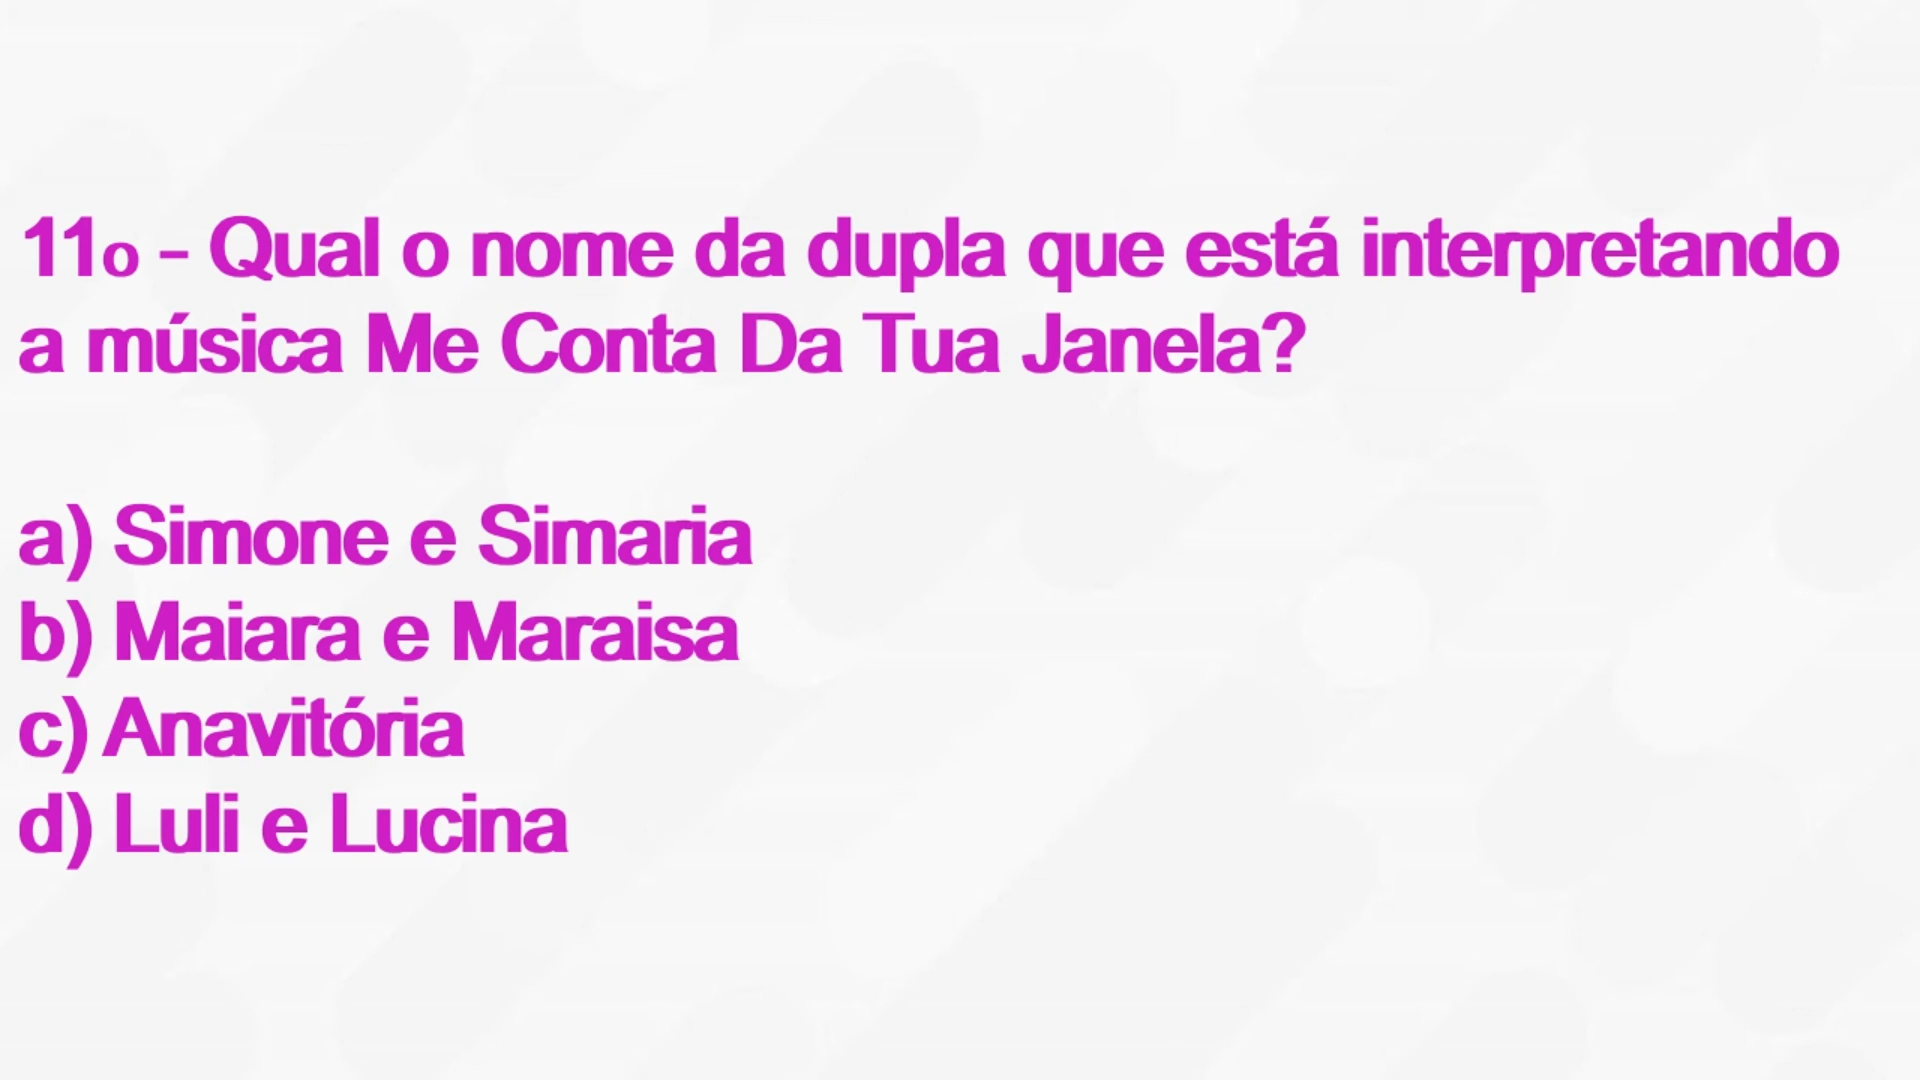 11o - Qual o nome da dupla que está interpretando
a música Me Conta Da Tua Janela?
a) Simone e Simaria
b) Maiara e Maraisa
c) Anavitória
d) Luli e Lucina